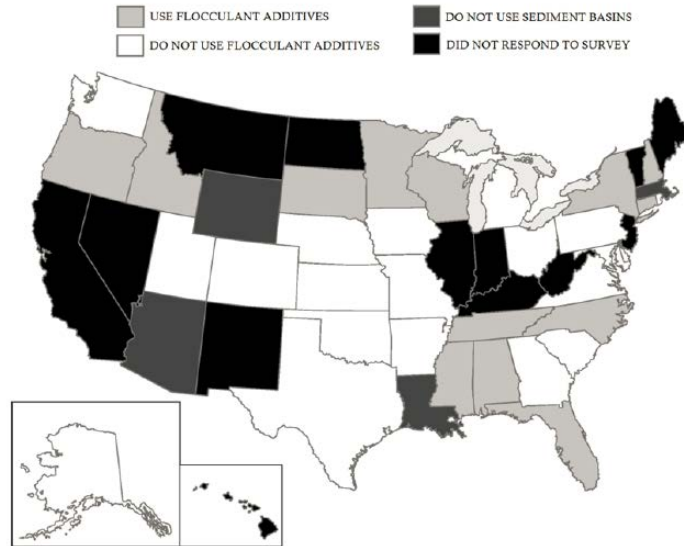 USE FLOCCULANT ADDITIVES
DO NOT USE SEDIMENT BASINS
DO NOT USE FLOCCULANT ADDITIVES
DID NOT RESPOND TO SURVEY